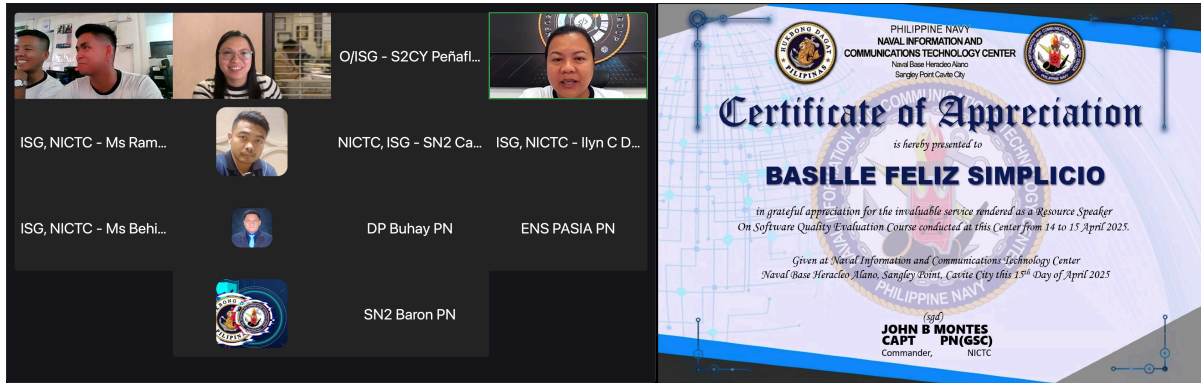 O/ISG - S2CY Peñafl...
ISG, NICTC - Ms Ram...
NICTC, ISG - SN2 Ca...
ISG, NICTC - Ilyn C D...
ISG, NICTC - Ms Behi...
DP Buhay PN
ENS PASIA PN
SN2 Baron PN
HUKBONG DAGAT
PILIPINAS
PHILIPPINE NAVY
NAVAL INFORMATION AND
COMMUNICATIONS TECHNOLOGY CENTER
Naval Base Heracleo Alano
Sangley Point Cavite City
Certificate of Appreciation
is hereby presented to
BASILLE FELIZ SIMPLICIO
in grateful appreciation for the invaluable service rendered as a Resource Speaker
On Software Quality Evaluation Course conducted at this Center from 14 to 15 April 2025.
Given at Naval Information and Communications Technology Center
Naval Base Heracleo Alano, Sangley Point, Cavite City this 15th Day of April 2025
PHILIPPINE NAVY
(sgd)
JOHN B MONTES
CAPT PN(GSC)
Commander, NICTC